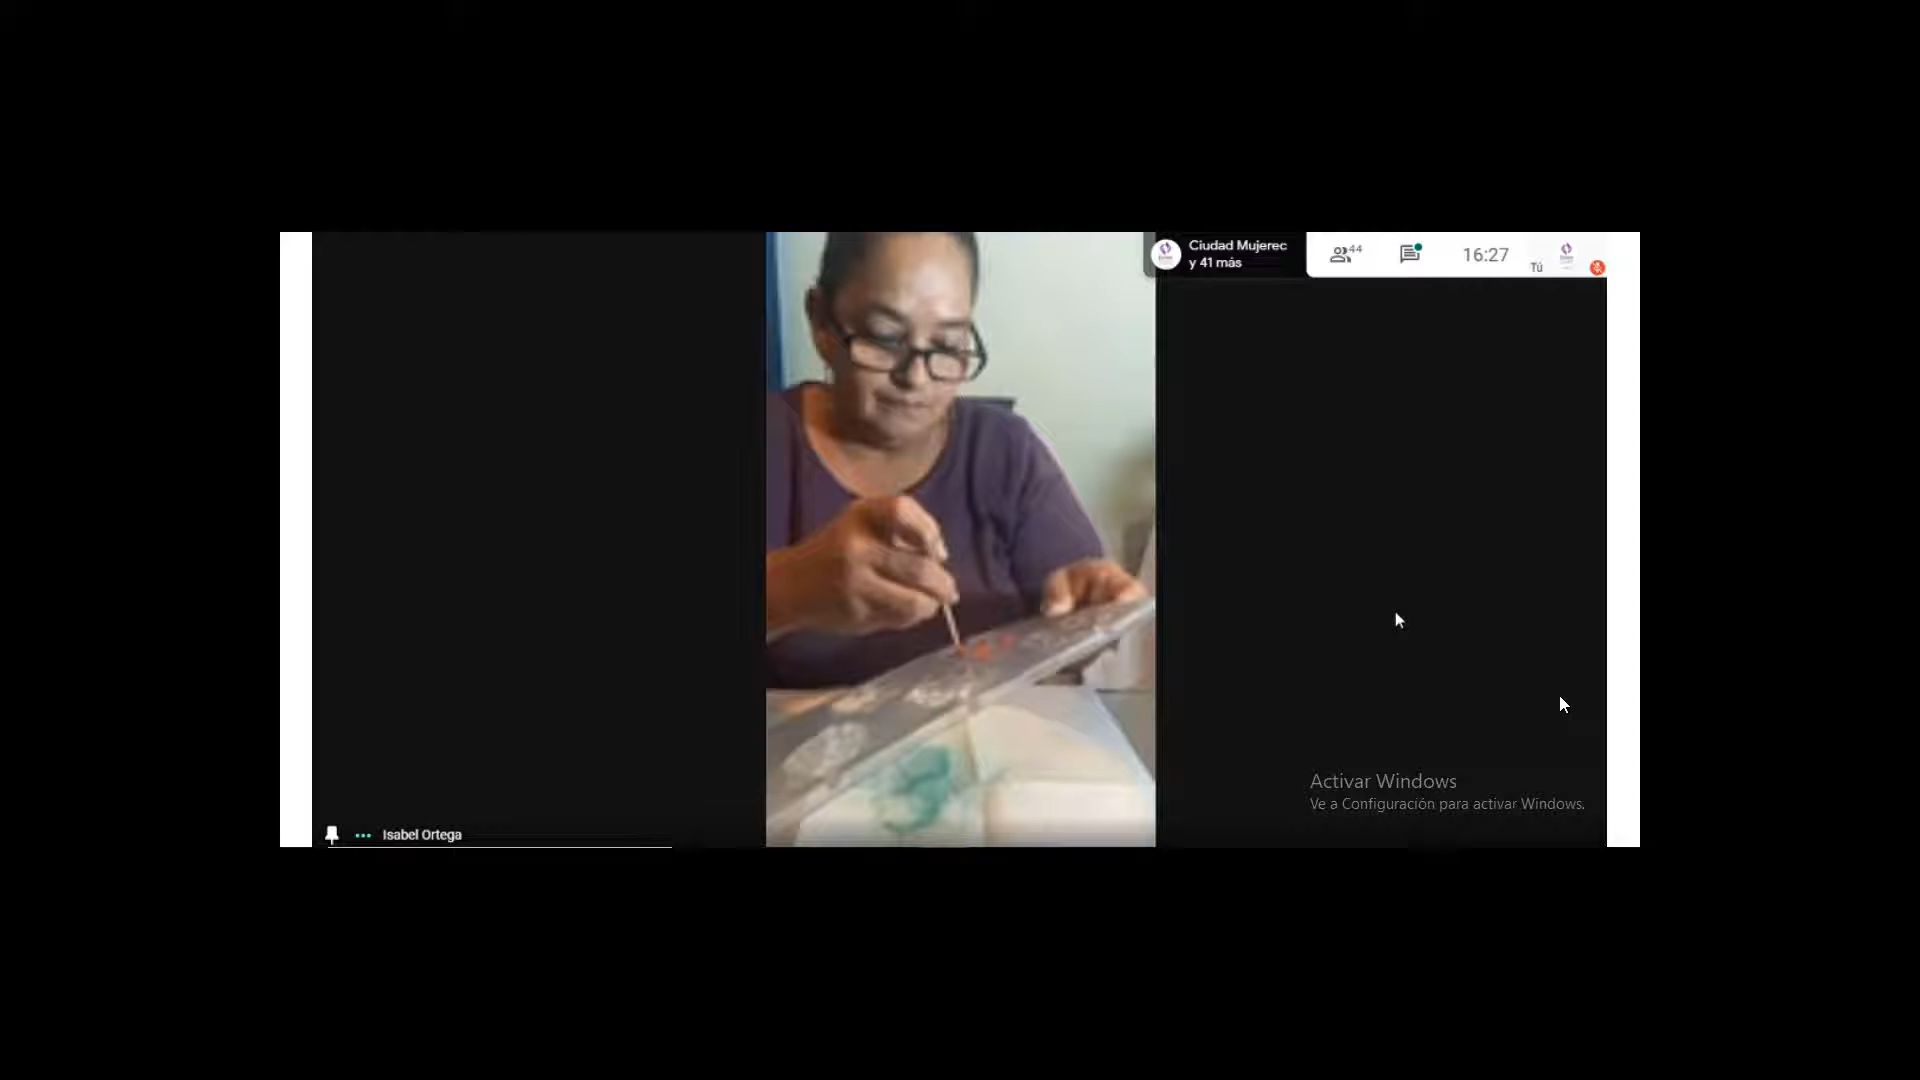 Ciudad Mujerec
y 41 más
44
16:27
Tú
Activar Windows
Ve a Configuración para activar Windows.
Isabel Ortega